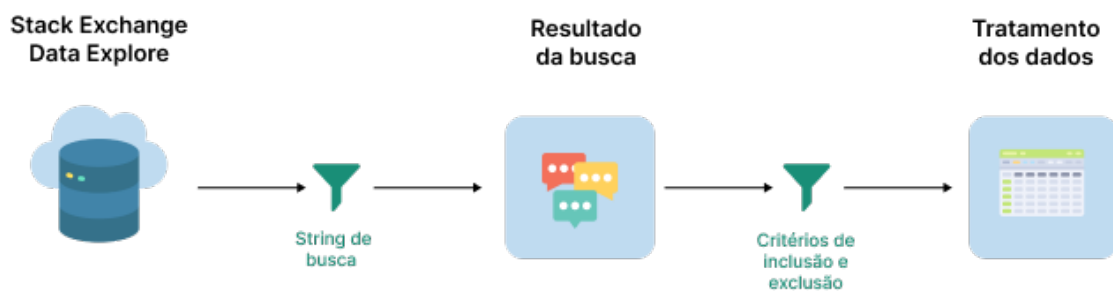 Stack Exchange
Data Explore
Resultado
da busca
Tratamento
dos dados
String de
busca
Critérios de
inclusão e
exclusão